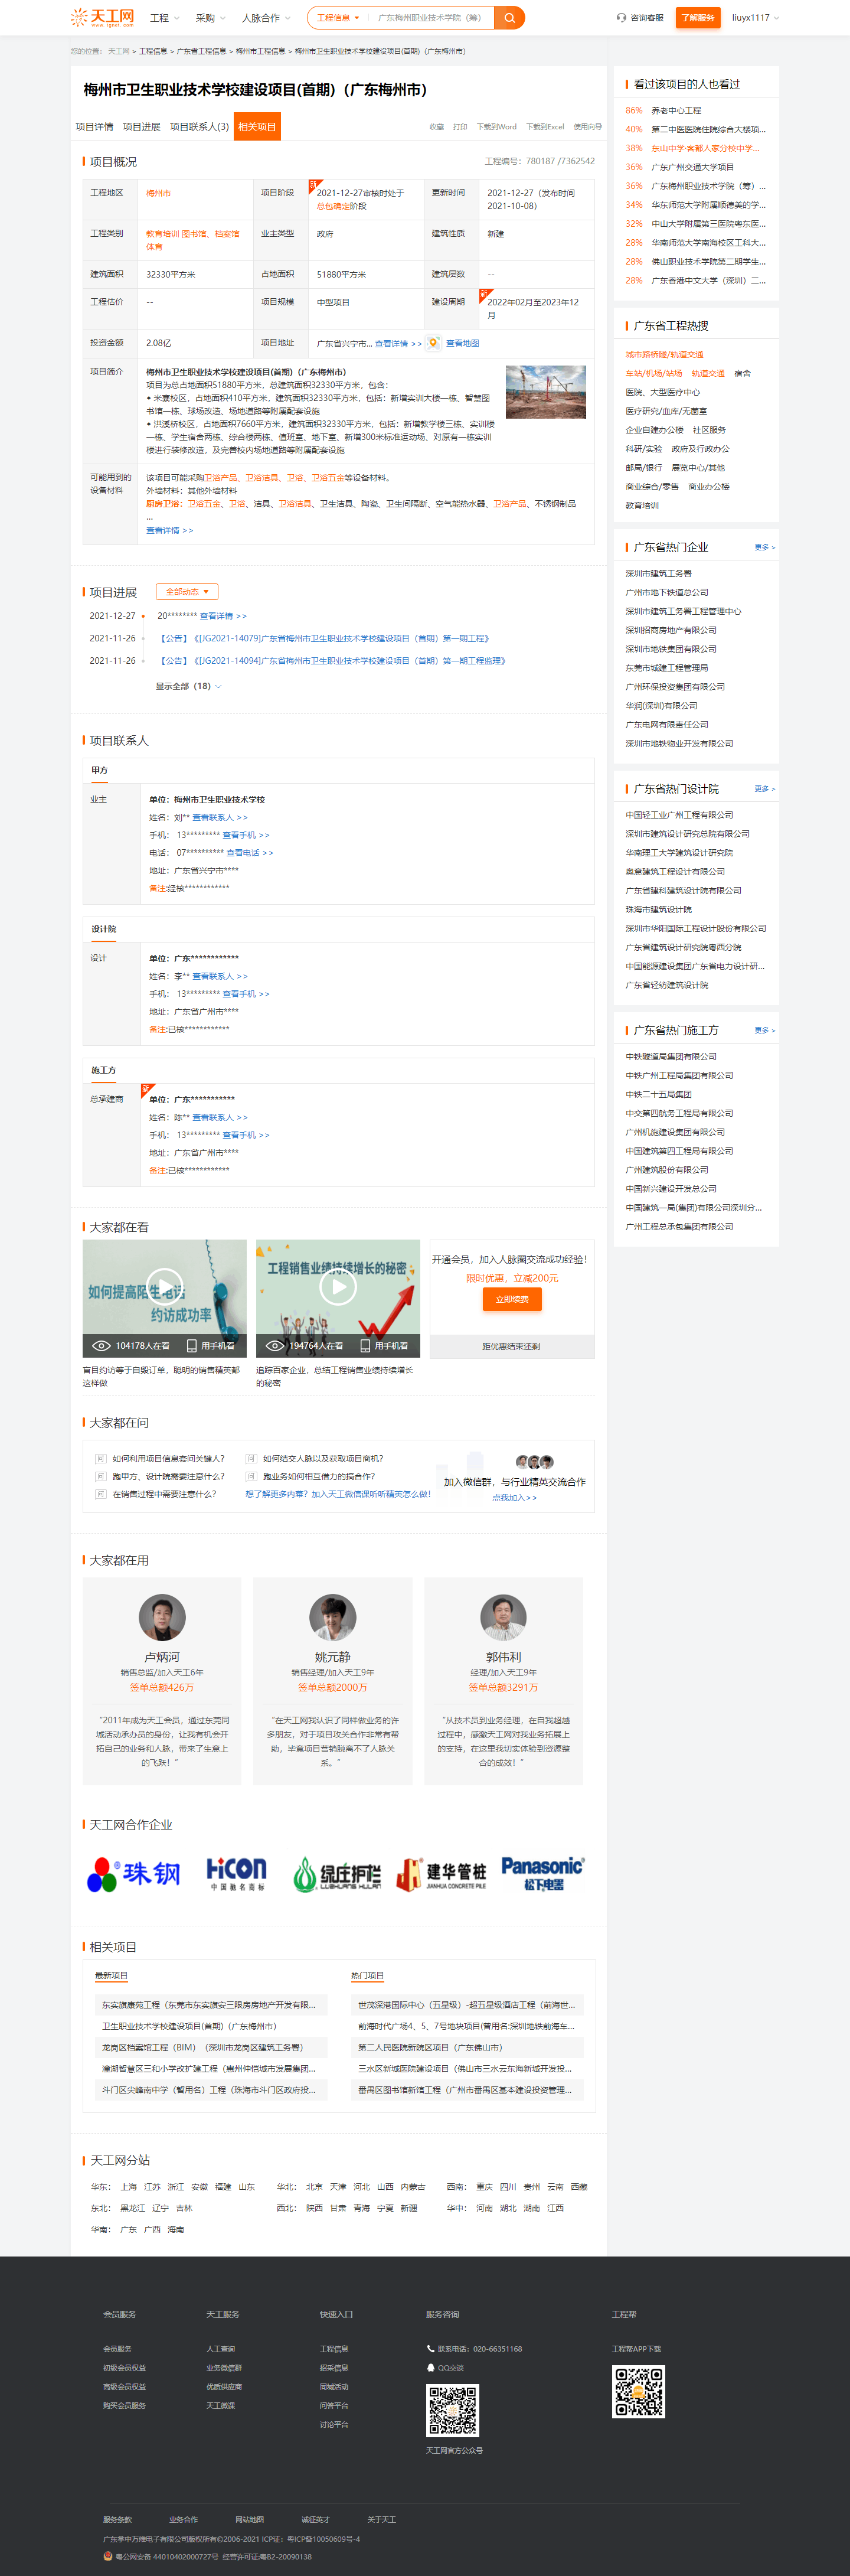 天工网
工程 采购 人脉合作 工程信息 广东梅州职业技术学院（筹） 咨询客服 了解服务 liuyx1117
您的位置： 天工网 > 工程信息 > 广东省工程信息 > 梅州市工程信息 > 梅州市卫生职业技术学校建设项目(首期)（广东梅州市）
梅州市卫生职业技术学校建设项目(首期)（广东梅州市）
项目详情 项目进展 项目联系人(3) 相关项目 收藏 打印 下载到Word 下载到Excel 使用向导
项目概况 工程编号：780187 /7362542
工程地区 梅州市 项目阶段 2021-12-27审核时处于总包确定阶段 更新时间 2021-12-27（发布时间2021-10-08）
工程类别 教育培训 图书馆、档案馆 体育 业主类型 政府 建筑性质 新建
建筑面积 32330平方米 占地面积 51880平方米 建筑层数 --
工程估价 -- 项目规模 中型项目 建设周期 2022年02月至2023年12月
投资金额 2.08亿 项目地址 广东省兴宁市... 查看详情 >> 查看地图
项目简介 梅州市卫生职业技术学校建设项目(首期)（广东梅州市）
项目为总占地面积51880平方米，总建筑面积32330平方米，包含：
• 米寨校区，占地面积410平方米，建筑面积32330平方米，包括：新增实训大楼一栋、智慧图
书馆一栋、球场改造、场地道路等附属配套设施
• 洪溪桥校区，占地面积7660平方米，建筑面积32330平方米，包括：新增教学楼三栋、实训楼
一栋、学生宿舍两栋、综合楼两栋、值班室、地下室、新增300米标准运动场、对原有一栋实训
楼进行装修改造，及完善校内场地道路等附属配套设施
可能用到的设备材料 该项目可能采购卫浴产品、卫浴洁具、卫浴、卫浴五金等设备材料。
外墙材料：其他外墙材料
厨房卫浴：卫浴五金、卫浴、洁具、卫浴洁具、卫生洁具、陶瓷、卫生间隔断、空气能热水器、卫浴产品、不锈钢制品
...
查看详情 >>
项目进展 全部动态
2021-12-27 20******** 查看详情 >>
2021-11-26 【公告】《[JG2021-14079]广东省梅州市卫生职业技术学校建设项目（首期）第一期工程》
2021-11-26 【公告】《[JG2021-14094]广东省梅州市卫生职业技术学校建设项目（首期）第一期工程监理》
显示全部（18）
项目联系人
甲方
业主 单位：梅州市卫生职业技术学校
姓名：刘** 查看联系人 >>
手机： 13********* 查看手机 >>
电话： 07********** 查看电话 >>
地址：广东省兴宁市****
备注:经核************
设计院
设计 单位：广东************
姓名：李** 查看联系人 >>
手机： 13********* 查看手机 >>
地址：广东省广州市****
备注:已核************
施工方
总承建商 单位：广东***********
姓名：陈** 查看联系人 >>
手机： 13********* 查看手机 >>
地址：广东省广州市****
备注:已核************
大家都在看
如何提高陌生电话
约访成功率
104178人在看 用手机看
盲目约访等于自毁订单，聪明的销售精英都
这样做
工程销售业绩持续增长的秘密
194764人在看 用手机看
追踪百家企业，总结工程销售业绩持续增长
的秘密
开通会员，加入人脉圈交流成功经验！
限时优惠，立减200元
立即续费
距优惠结束还剩
大家都在问
问 如何利用项目信息套间关键人? 问 如何结交人脉以及获取项目商机?
问 跑甲方、设计院需要注意什么? 问 跑业务如何相互借力的搞合作?
问 在销售过程中需要注意什么? 想了解更多内幕? 加入天工微信课听听精英怎么做!
加入微信群，与行业精英交流合作
点我加入>>
大家都在用
卢炳河
销售总监/加入天工6年
签单总额426万
“2011年成为天工会员，通过东莞同
城活动承办员的身份，让我有机会开
拓自己的业务和人脉，带来了生意上
的飞跃！”
姚元静
销售经理/加入天工9年
签单总额2000万
“在天工网我认识了同样做业务的许
多朋友，对于项目攻关合作非常有帮
助，毕竟项目营销脱离不了人脉关
系。”
郭伟利
经理/加入天工9年
签单总额3291万
“从技术员到业务经理，在自我超越
过程中，感激天工网对我业务拓展上
的支持，在这里我切实体验到资源整
合的成效！”
天工网合作企业
珠钢
HiCON 中国驰名商标
绿庄护栏 LUZHUANG HULAN
建华管桩 JIANHUA CONCRETE PILE
Panasonic 松下电器
相关项目
最新项目
东实旗康苑工程（东莞市东实旗安三限房房地产开发有限...
卫生职业技术学校建设项目(首期)（广东梅州市）
龙岗区档案馆工程（BIM）（深圳市龙岗区建筑工务署）
潼湖智慧区三和小学改扩建工程（惠州仲恺城市发展集团...
斗门区尖峰南中学（暂用名）工程（珠海市斗门区政府投...
热门项目
世茂深港国际中心（五星级）-超五星级酒店工程（前海世...
前海时代广场4、5、7号地块项目(曾用名:深圳地铁前海车...
第二人民医院新院区项目（广东佛山市）
三水区新城医院建设项目（佛山市三水云东海新城开发投...
番禺区图书馆新馆工程（广州市番禺区基本建设投资管理...
天工网分站
华东： 上海 江苏 浙江 安徽 福建 山东 华北： 北京 天津 河北 山西 内蒙古 西南： 重庆 四川 贵州 云南 西藏
东北： 黑龙江 辽宁 吉林 西北： 陕西 甘肃 青海 宁夏 新疆 华中： 河南 湖北 湖南 江西
华南： 广东 广西 海南
看过该项目的人也看过
86% 养老中心工程
40% 第二中医医院住院综合大楼项...
38% 东山中学·客都人家分校中学...
36% 广东广州交通大学项目
36% 广东梅州职业技术学院（筹）...
34% 华东师范大学附属顺德美的学...
32% 中山大学附属第三医院粤东医...
28% 华南师范大学南海校区工科大...
28% 佛山职业技术学院第二期学生...
28% 广东香港中文大学（深圳）二...
广东省工程热搜
城市路桥隧/轨道交通
车站/机场/站场 轨道交通 宿舍
医院、大型医疗中心
医疗研究/血库/无菌室
企业自建办公楼 社区服务
科研/实验 政府及行政办公
邮局/银行 展览中心/其他
商业综合/零售 商业办公楼
教育培训
广东省热门企业 更多 >
深圳市建筑工务署
广州市地下铁道总公司
深圳市建筑工务署工程管理中心
深圳招商房地产有限公司
深圳市地铁集团有限公司
东莞市城建工程管理局
广州环保投资集团有限公司
华润(深圳)有限公司
广东电网有限责任公司
深圳市地铁物业开发有限公司
广东省热门设计院 更多 >
中国轻工业广州工程有限公司
深圳市建筑设计研究总院有限公司
华南理工大学建筑设计研究院
奥意建筑工程设计有限公司
广东省建科建筑设计院有限公司
珠海市建筑设计院
深圳市华阳国际工程设计股份有限公司
广东省建筑设计研究院粤西分院
中国能源建设集团广东省电力设计研...
广东省轻纺建筑设计院
广东省热门施工方 更多 >
中铁隧道局集团有限公司
中铁广州工程局集团有限公司
中铁二十五局集团
中交第四航务工程局有限公司
广州机施建设集团有限公司
中国建筑第四工程局有限公司
广州建筑股份有限公司
中国新兴建设开发总公司
中国建筑一局(集团)有限公司深圳分...
广州工程总承包集团有限公司
会员服务 天工服务 快速入口 服务咨询 工程帮
会员服务 人工查询 工程信息 联系电话：020-66351168 工程帮APP下载
初级会员权益 业务微信群 招采信息 QQ交谈
高级会员权益 优质供应商 同城活动
购买会员服务 天工微课 问答平台
讨论平台
天工网官方公众号
服务条款 业务合作 网站地图 诚征英才 关于天工
广东掌中万维电子有限公司版权所有©2006-2021 ICP证：粤ICP备10050609号-4
粤公网安备 44010402000727号 经营许可证:粤B2-20090138